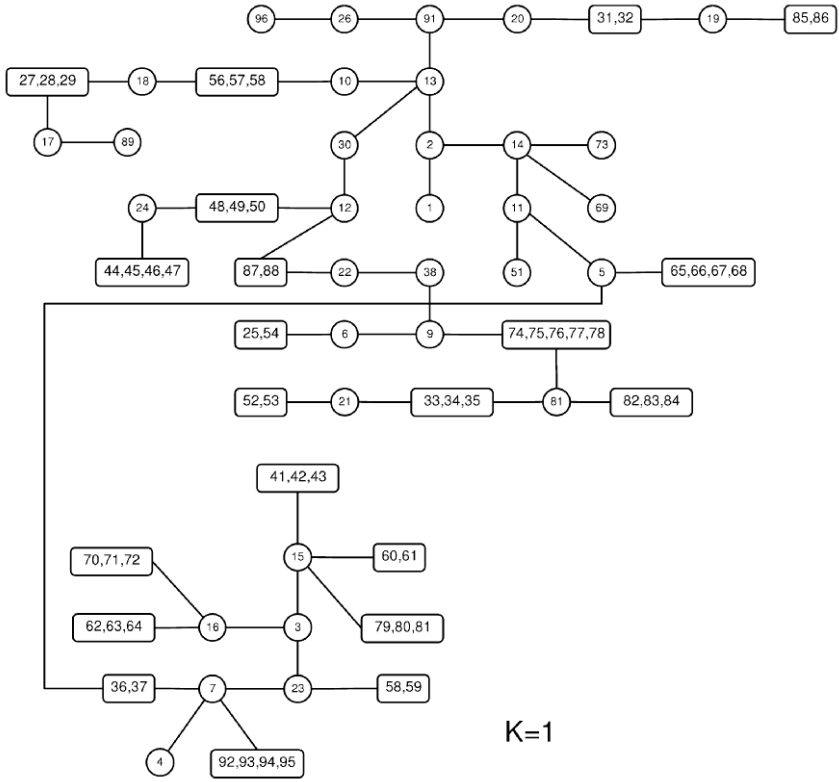 96 26 91 20 31,32 19 85,86
27,28,29 18 56,57,58 10 13
17 89 30 2 14 73
24 48,49,50 12 1 11 69
44,45,46,47 87,88 22 38 51 5 65,66,67,68
25,54 6 9 74,75,76,77,78
52,53 21 33,34,35 81 82,83,84
41,42,43
70,71,72 15 60,61
62,63,64 16 3 79,80,81
36,37 7 23 58,59
K=1
4 92,93,94,95